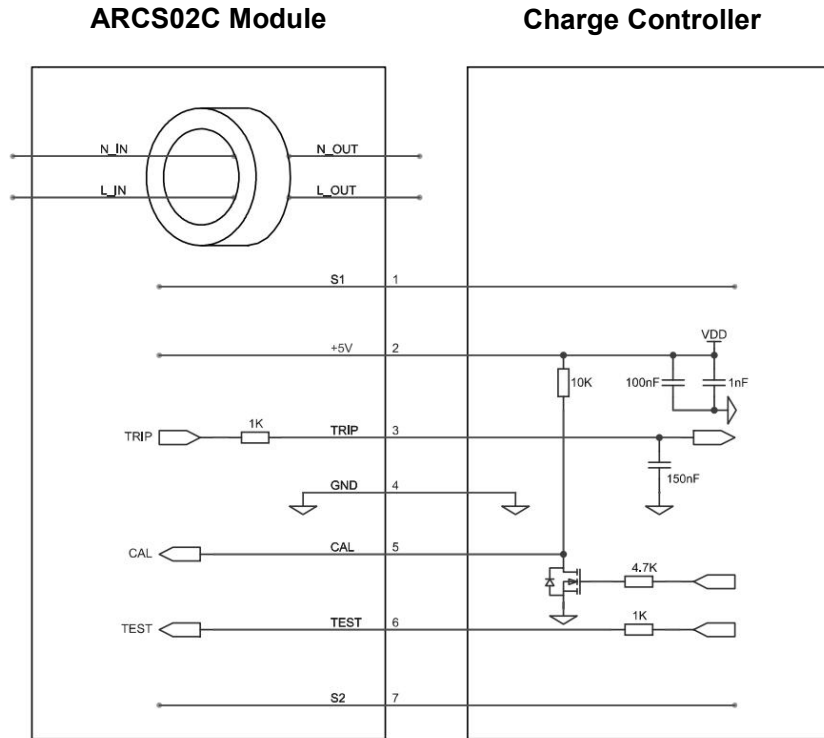 ARCS02C Module
Charge Controller
N_IN
N_OUT
L_IN
L_OUT
S1 1
+5V 2
VDD
10K
100nF
1nF
TRIP
1K
TRIP 3
150nF
GND 4
CAL
CAL 5
4.7K
TEST
TEST 6
1K
S2 7